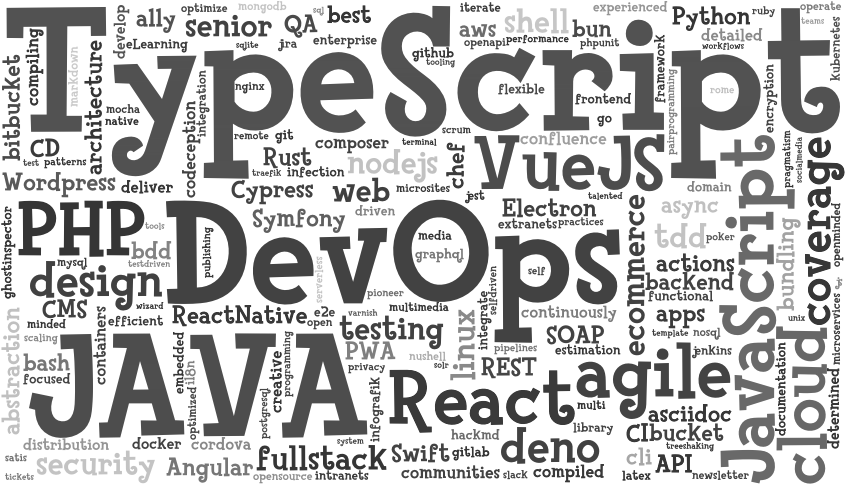 mongodb
sql
optimize
ally
best
iterate
experienced
ruby
operate
teams
kubernetes
develop
senior
QA
aws
shell
bun
Python
detailed
workflows
eLearning
sqlite
jra
enterprise
github
tooling
openapi
performance
phpunit
TypeScript
bitbucket
compiling
markdown
architecture
mocha
native
codeception
integration
nginx
flexible
frontend
go
framework
pairprogramming
rome
encryption
CD
test
patterns
remote
git
composer
terminal
scrum
confluence
pragmatism
socialmedia
coverage
Rust
traefik
infection
nodejs
chef
VueJS
Wordpress
deliver
Cypress
web
microsites
jest
talented
domain
JavaScript
openminded
ghostinspector
PHP
tools
DevOps
Symfony
driven
Electron
extranets
practices
ecommerce
async
tdd
poker
bundling
bdd
testdriven
publishing
media
graphql
self
mysql
design
serverless
pioneer
selfdriven
actions
backend
functional
CMS
wizard
minded
efficient
ReactNative
e2e
open
varnish
multimedia
integrate
continuously
apps
unix
microservices
scaling
abstraction
containers
testing
linux
SOAP
template
nosql
JAVA
embedded
optimized
i18n
creative
programming
PWA
privacy
nushell
solr
pipelines
REST
estimation
jenkins
bash
focused
postgresql
infografik
React
agile
multi
library
asciidoc
CIbucket
treeshaking
documentation
determined
cloud
distribution
docker
cordova
system
hackmd
satis
tickets
security
Angular
fullstack
opensource
intranets
Swift
gitlab
communities
slack
deno
compiled
cli
latex
API
newsletter